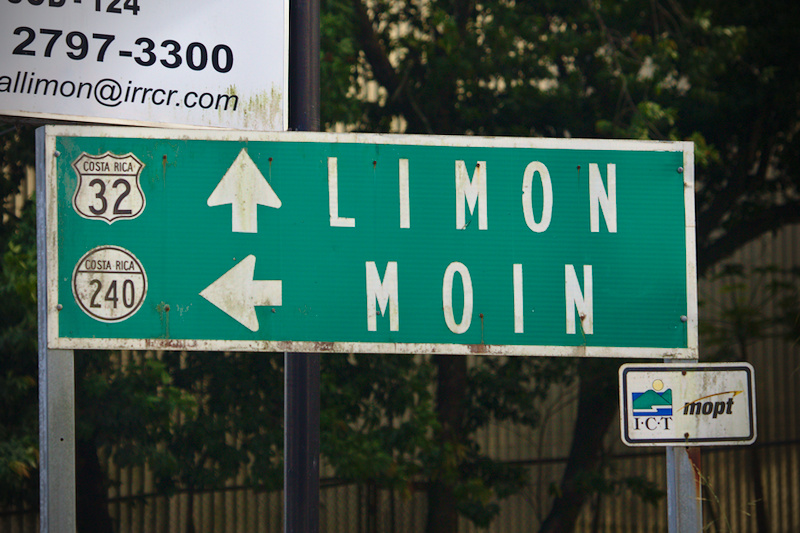 2797-3300
allimon@irrcr.com
COSTA RICA
32
LIMON
COSTA RICA
240
MOIN
I·C·T
mopt